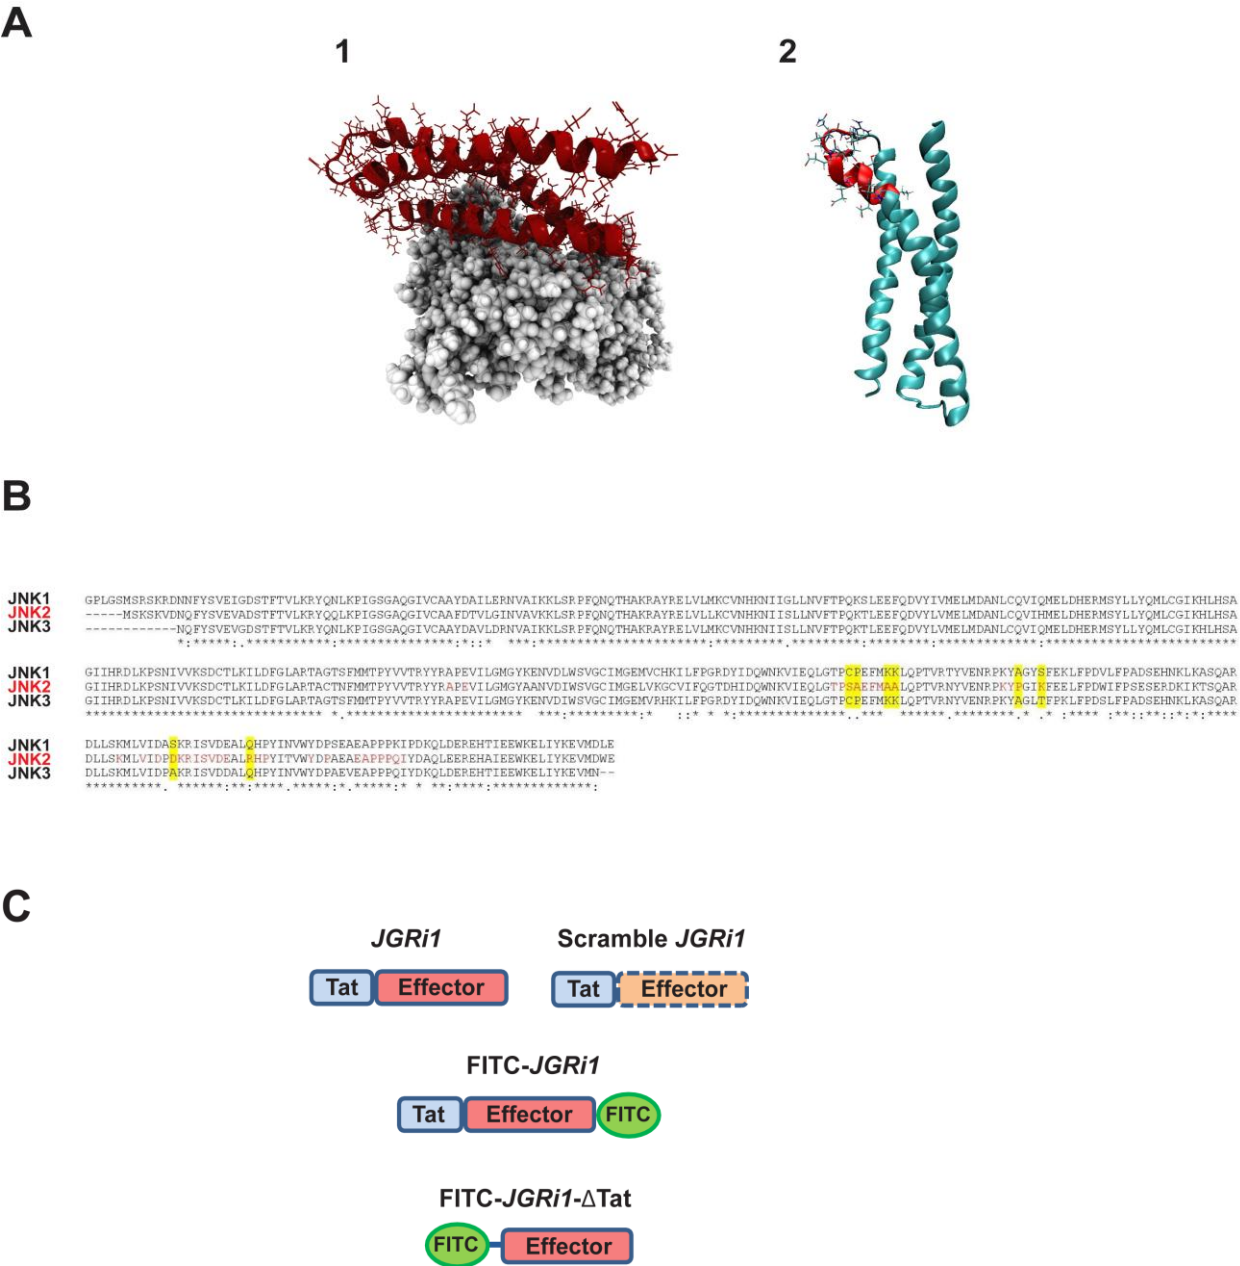 A
1
2
B
JNK1 GPLGSMSRSKRDNNFYSVEIGDSTFTVLKRYQNLKPIGSGAQGIVCAAYDAILERNVAIKKLSRPFQNQTHAKRAYRELVLMKCVNHKNIIGLLNVFTPQKSLEEFQDVYIVMELMDANLCQVIQMELDHERMSYLLYQMLCGIKHLHSA
JNK2 -----MSKSKVDNQFYSVEVADSTFTVLKRYQQLKPIGSGAQGIVCAAFDTVLGINVAVKKLSRPFQNQTHAKRAYRELVLLKCVNHKNIISLLNVFTPQKTLEEFQDVYLVMELMDANLCQVIHMELDHERMSYLLYQMLCGIKHLHSA
JNK3 ------------NQFYSVEVGDSTFTVLKRYQNLKPIGSGAQGIVCAAYDAVLDRNVAIKKLSRPFQNQTHAKRAYRELVLMKCVNHKNIISLLNVFTPQKTLEEFQDVYLVMELMDANLCQVIQMELDHERMSYLLYQMLCGIKHLHSA
JNK1 GIIHRDLKPSNIVVKSDCTLKILDFGLARTAGTSFMMTPYVVTRYYRAPEVILGMGYKENVDLWSVGCIMGEMVCHKILFPGRDYIDQWNKVIEQLGTPCPEFMKKLQPTVRTYVENRPKYAGYSFEKLFPDVLFPADSEHNKLKASQAR
JNK2 GIIHRDLKPSNIVVKSDCTLKILDFGLARTACTNFMMTPYVVTRYYRAPEVILGMGYAANVDIWSVGCIMGELVKGCVIFQGTDHIDQWNKVIEQLGTPSAEFMAALQPTVRNYVENRPKYPGIKFEELFPDWIFPSESERDKIKTSQAR
JNK3 GIIHRDLKPSNIVVKSDCTLKILDFGLARTAGTSFMMTPYVVTRYYRAPEVILGMGYKENVDIWSVGCIMGEMVRHKILFPGRDYIDQWNKVIEQLGTPCPEFMKKLQPTVRNYVENRPKYAGLTFPKLFPDSLFPADSEHNKLKASQAR
JNK1 DLLSKMLVIDASKRISVDEALQHPYINVWYDPSEAEAPPPKIPDKQLDEREHTIEEWKELIYKEVMDLE
JNK2 DLLSKMLVIDPDKRISVDEALRHPYITVWYDPAEAEAPPPQIYDAQLEEREHAIEEWKELIYKEVMDWE
JNK3 DLLSKMLVIDPAKRISVDDALQHPYINVWYDPAEVEAPPPQIYDKQLDEREHTIEEWKELIYKEVMN--
C
JGRi1
Scramble JGRi1
Tat Effector
Tat Effector
FITC-JGRi1
Tat Effector FITC
FITC-JGRi1-ΔTat
FITC Effector